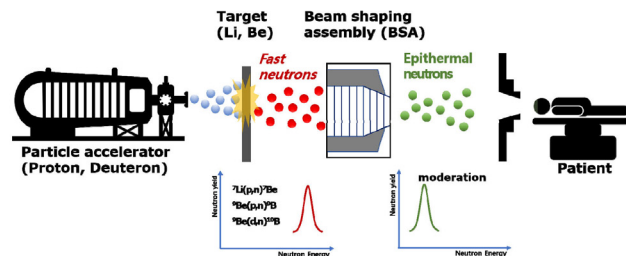 Target
(Li, Be)
Beam shaping
assembly (BSA)
Fast
neutrons
Epithermal
neutrons
Particle accelerator
(Proton, Deuteron)
Patient
Neutron yield
⁷Li(p,n)⁷Be
⁹Be(p,n)⁹B
⁹Be(d,n)¹⁰B
Neutron Energy
Neutron yield
moderation
Neutron Energy